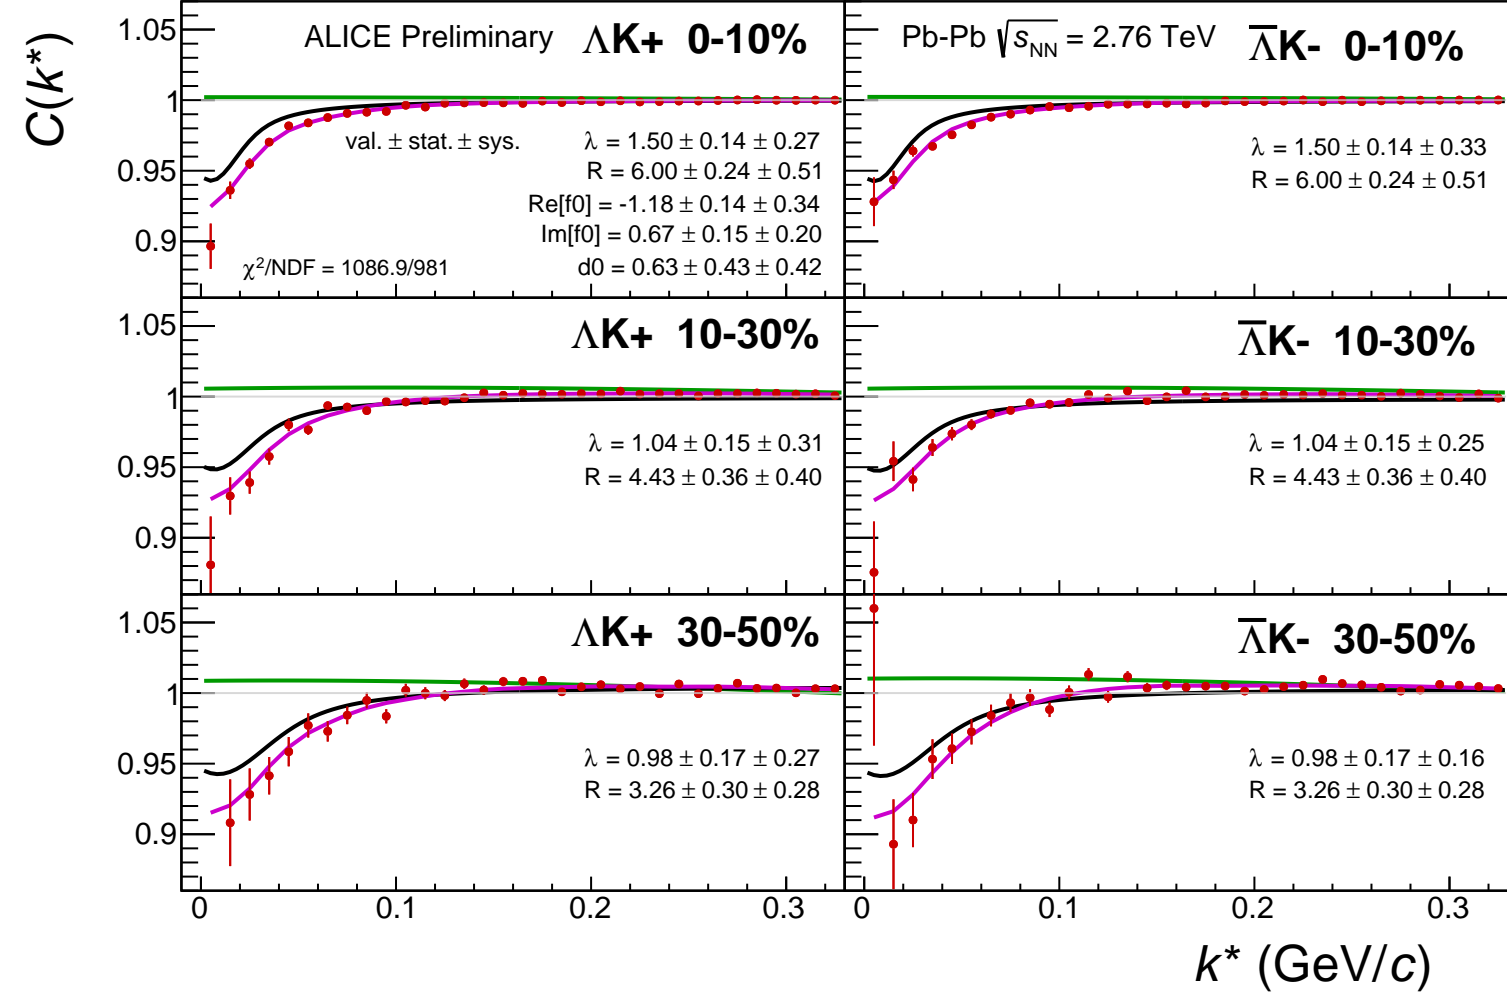 C(k*)
ALICE Preliminary ΛK+ 0-10%
1.05
1
0.95
0.9
val. ± stat. ± sys.
λ = 1.50 ± 0.14 ± 0.27
R = 6.00 ± 0.24 ± 0.51
Re[f0] = -1.18 ± 0.14 ± 0.34
Im[f0] = 0.67 ± 0.15 ± 0.20
χ²/NDF = 1086.9/981
d0 = 0.63 ± 0.43 ± 0.42
Pb-Pb √s_NN = 2.76 TeV Λ̅K- 0-10%
λ = 1.50 ± 0.14 ± 0.33
R = 6.00 ± 0.24 ± 0.51
ΛK+ 10-30%
1.05
1
0.95
0.9
λ = 1.04 ± 0.15 ± 0.31
R = 4.43 ± 0.36 ± 0.40
Λ̅K- 10-30%
λ = 1.04 ± 0.15 ± 0.25
R = 4.43 ± 0.36 ± 0.40
ΛK+ 30-50%
1.05
1
0.95
0.9
λ = 0.98 ± 0.17 ± 0.27
R = 3.26 ± 0.30 ± 0.28
Λ̅K- 30-50%
λ = 0.98 ± 0.17 ± 0.16
R = 3.26 ± 0.30 ± 0.28
0 0.1 0.2 0.3 0 0.1 0.2 0.3
k* (GeV/c)